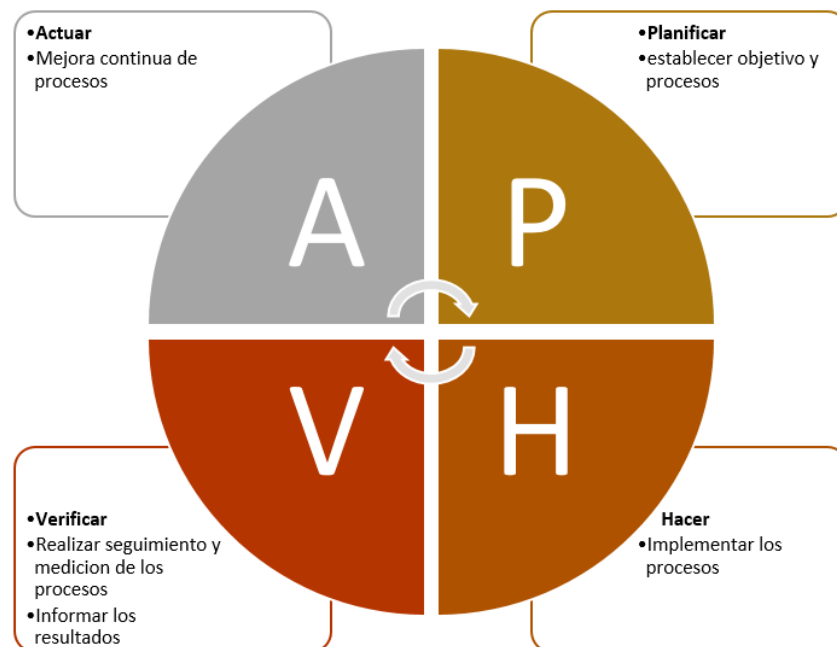 •Actuar
•Mejora continua de
procesos
•Planificar
•establecer objetivo y
procesos
A
P
V
H
•Verificar
•Realizar seguimiento y
medicion de los
procesos
•Informar los
resultados
Hacer
•Implementar los
procesos